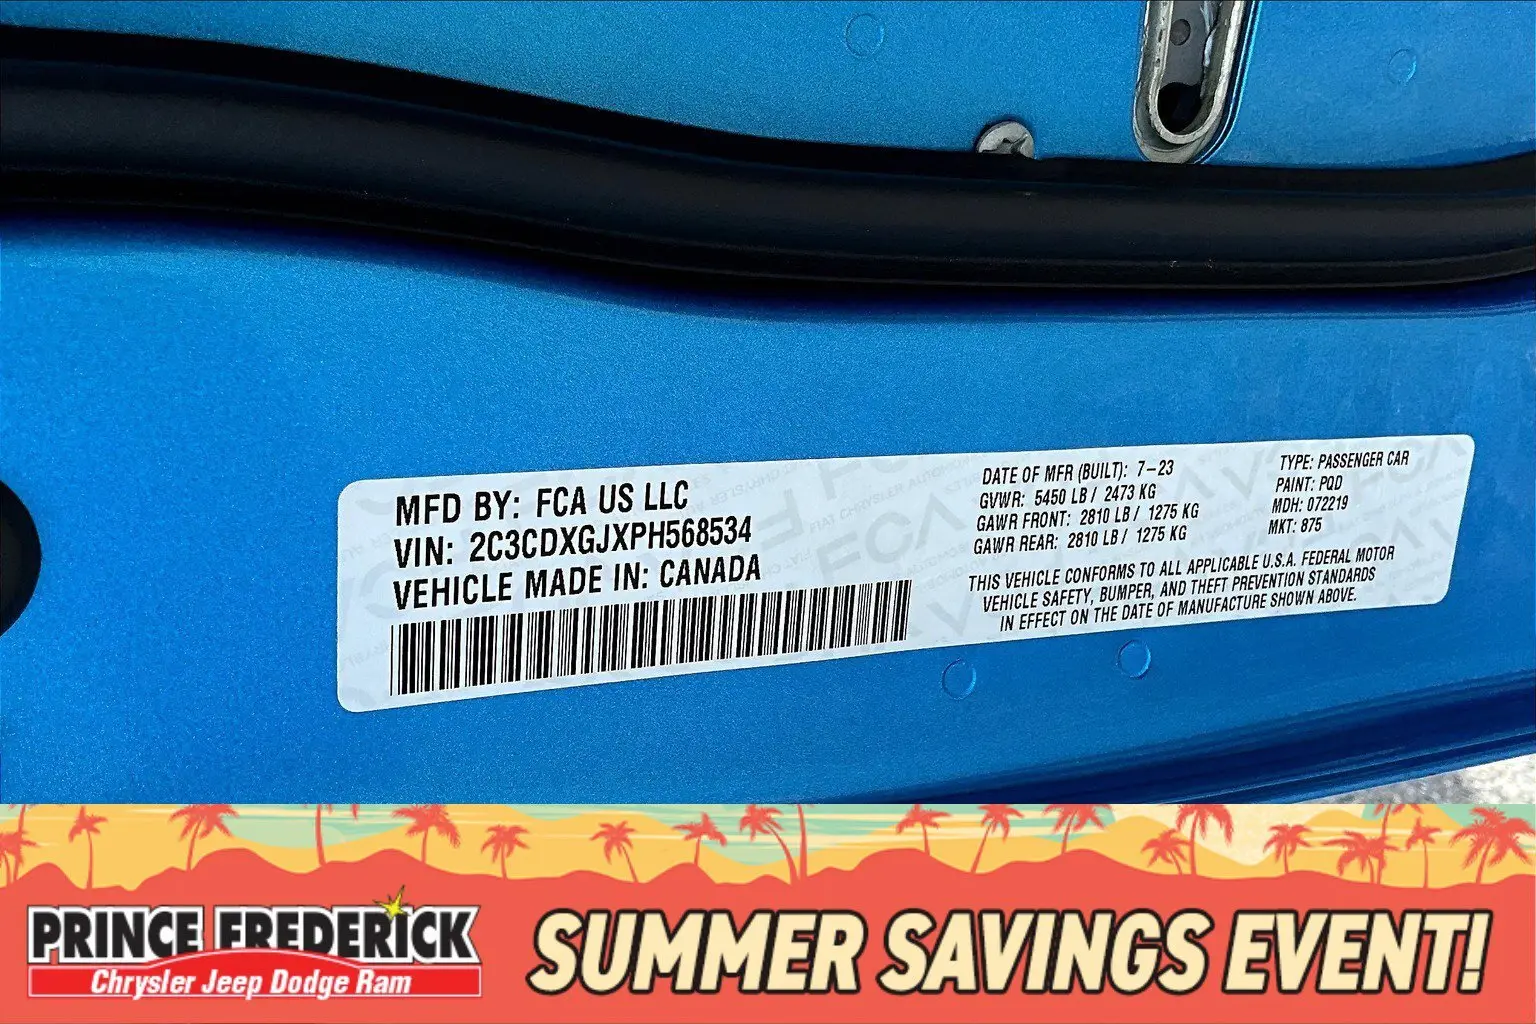 MFD BY: FCA US LLC
VIN: 2C3CDXGJXPH568534
VEHICLE MADE IN: CANADA
DATE OF MFR (BUILT): 7-23
GVWR: 5450 LB / 2473 KG
GAWR FRONT: 2810 LB / 1275 KG
GAWR REAR: 2810 LB / 1275 KG
TYPE: PASSENGER CAR
PAINT: PQD
MDH: 072219
MKT: 875
THIS VEHICLE CONFORMS TO ALL APPLICABLE U.S.A. FEDERAL MOTOR
VEHICLE SAFETY, BUMPER, AND THEFT PREVENTION STANDARDS
IN EFFECT ON THE DATE OF MANUFACTURE SHOWN ABOVE.
PRINCE FREDERICK
Chrysler Jeep Dodge Ram
SUMMER SAVINGS EVENT!